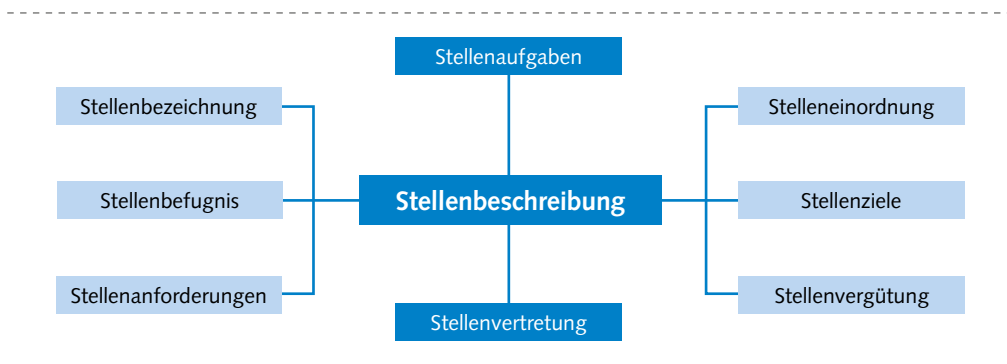 Stellenaufgaben
Stellenbezeichnung
Stelleneinordnung
Stellenbefugnis
Stellenbeschreibung
Stellenziele
Stellenanforderungen
Stellenvergütung
Stellenvertretung